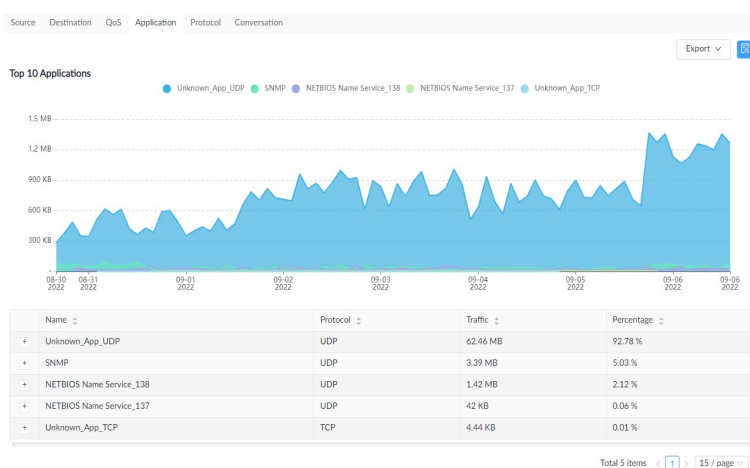 Source Destination QoS Application Protocol Conversation
Export
Top 10 Applications
Unknown_App_UDP SNMP NETBIOS Name Service_138 NETBIOS Name Service_137 Unknown_App_TCP
1.5 MB
1.2 MB
900 KB
600 KB
300 KB
-
08-30 08-31 09-01 09-02 09-03 09-04 09-05 09-06 09-06
2022 2022 2022 2022 2022 2022 2022 2022 2022
Name Protocol Traffic Percentage
+ Unknown_App_UDP UDP 62.46 MB 92.78 %
+ SNMP UDP 3.39 MB 5.03 %
+ NETBIOS Name Service_138 UDP 1.42 MB 2.12 %
+ NETBIOS Name Service_137 UDP 42 KB 0.06 %
+ Unknown_App_TCP TCP 4.44 KB 0.01 %
Total 5 items < 1 > 15 / page